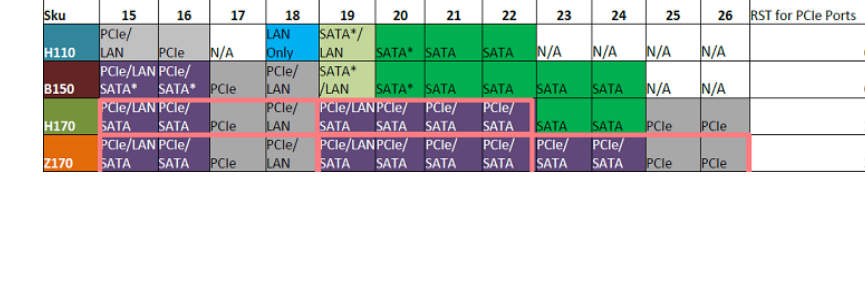 Sku 15 16 17 18 19 20 21 22 23 24 25 26 RST for PCIe Ports
PCIe/ LAN SATA*/
H110 LAN PCIe N/A Only LAN SATA* SATA SATA N/A N/A N/A N/A
PCIe/LAN PCIe/ PCIe/ SATA*
B150 SATA* SATA* PCIe LAN /LAN SATA* SATA SATA SATA SATA N/A N/A
PCIe/LAN PCIe/ PCIe/ PCIe/LAN PCIe/ PCIe/ PCIe/
H170 SATA SATA PCIe LAN SATA SATA SATA SATA SATA SATA PCIe PCIe
PCIe/LAN PCIe/ PCIe/ PCIe/LAN PCIe/ PCIe/ PCIe/ PCIe/ PCIe/
Z170 SATA SATA PCIe LAN SATA SATA SATA SATA SATA SATA PCIe PCIe